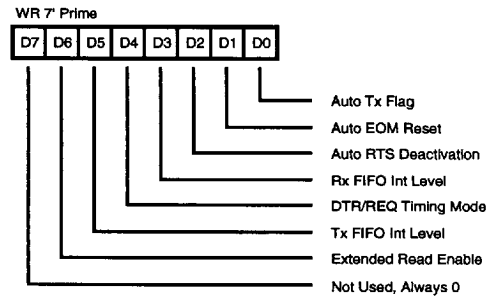 WR 7' Prime
D7 D6 D5 D4 D3 D2 D1 D0
Auto Tx Flag
Auto EOM Reset
Auto RTS Deactivation
Rx FIFO Int Level
DTR/REQ Timing Mode
Tx FIFO Int Level
Extended Read Enable
Not Used, Always 0